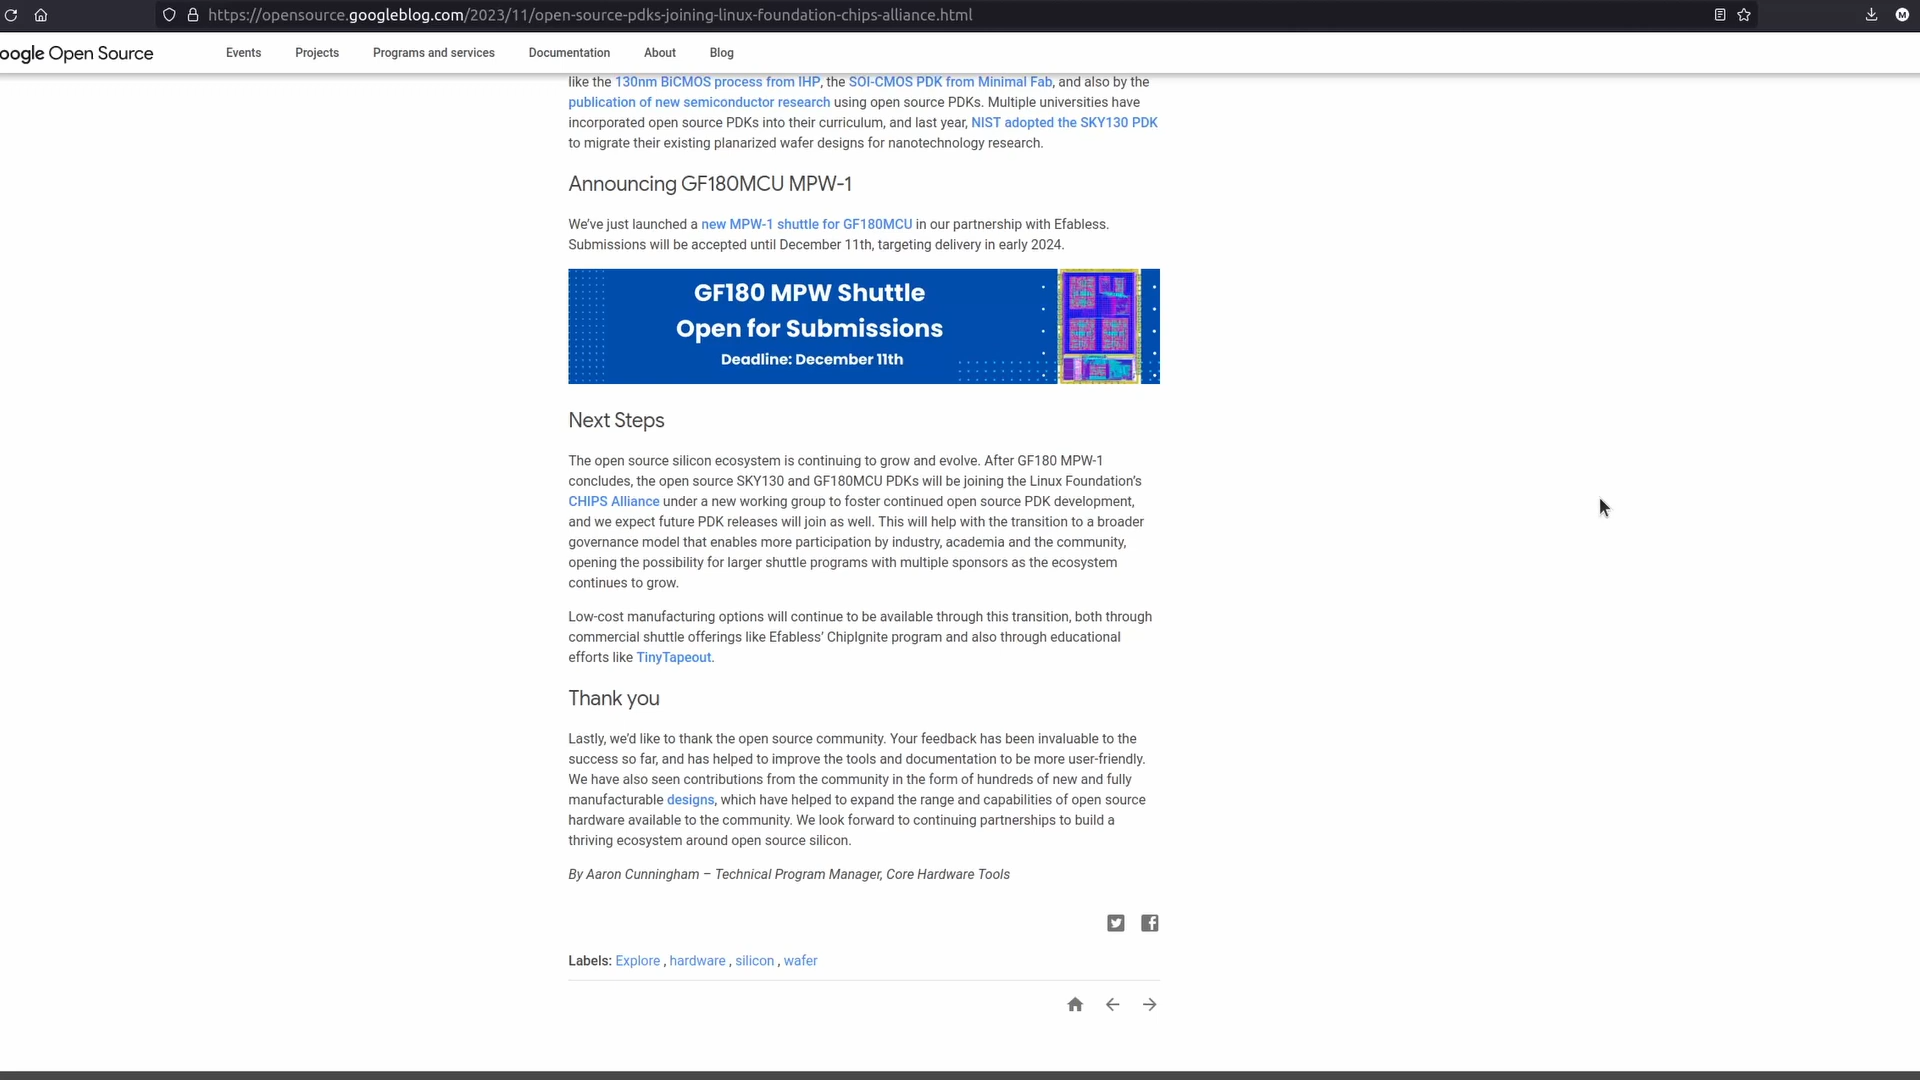 https://opensource.googleblog.com/2023/11/open-source-pdks-joining-linux-foundation-chips-alliance.html
M
oogle Open Source
Events
Projects
Programs and services
Documentation
About
Blog
like the 130nm BiCMOS process from IHP, the SOI-CMOS PDK from Minimal Fab, and also by the
publication of new semiconductor research using open source PDKs. Multiple universities have
incorporated open source PDKs into their curriculum, and last year, NIST adopted the SKY130 PDK
to migrate their existing planarized wafer designs for nanotechnology research.
Announcing GF180MCU MPW-1
We’ve just launched a new MPW-1 shuttle for GF180MCU in our partnership with Efabless.
Submissions will be accepted until December 11th, targeting delivery in early 2024.
GF180 MPW Shuttle
Open for Submissions
Deadline: December 11th
Next Steps
The open source silicon ecosystem is continuing to grow and evolve. After GF180 MPW-1
concludes, the open source SKY130 and GF180MCU PDKs will be joining the Linux Foundation’s
CHIPS Alliance under a new working group to foster continued open source PDK development,
and we expect future PDK releases will join as well. This will help with the transition to a broader
governance model that enables more participation by industry, academia and the community,
opening the possibility for larger shuttle programs with multiple sponsors as the ecosystem
continues to grow.
Low-cost manufacturing options will continue to be available through this transition, both through
commercial shuttle offerings like Efabless’ ChipIgnite program and also through educational
efforts like TinyTapeout.
Thank you
Lastly, we’d like to thank the open source community. Your feedback has been invaluable to the
success so far, and has helped to improve the tools and documentation to be more user-friendly.
We have also seen contributions from the community in the form of hundreds of new and fully
manufacturable designs, which have helped to expand the range and capabilities of open source
hardware available to the community. We look forward to continuing partnerships to build a
thriving ecosystem around open source silicon.
By Aaron Cunningham – Technical Program Manager, Core Hardware Tools
Labels: Explore , hardware , silicon , wafer